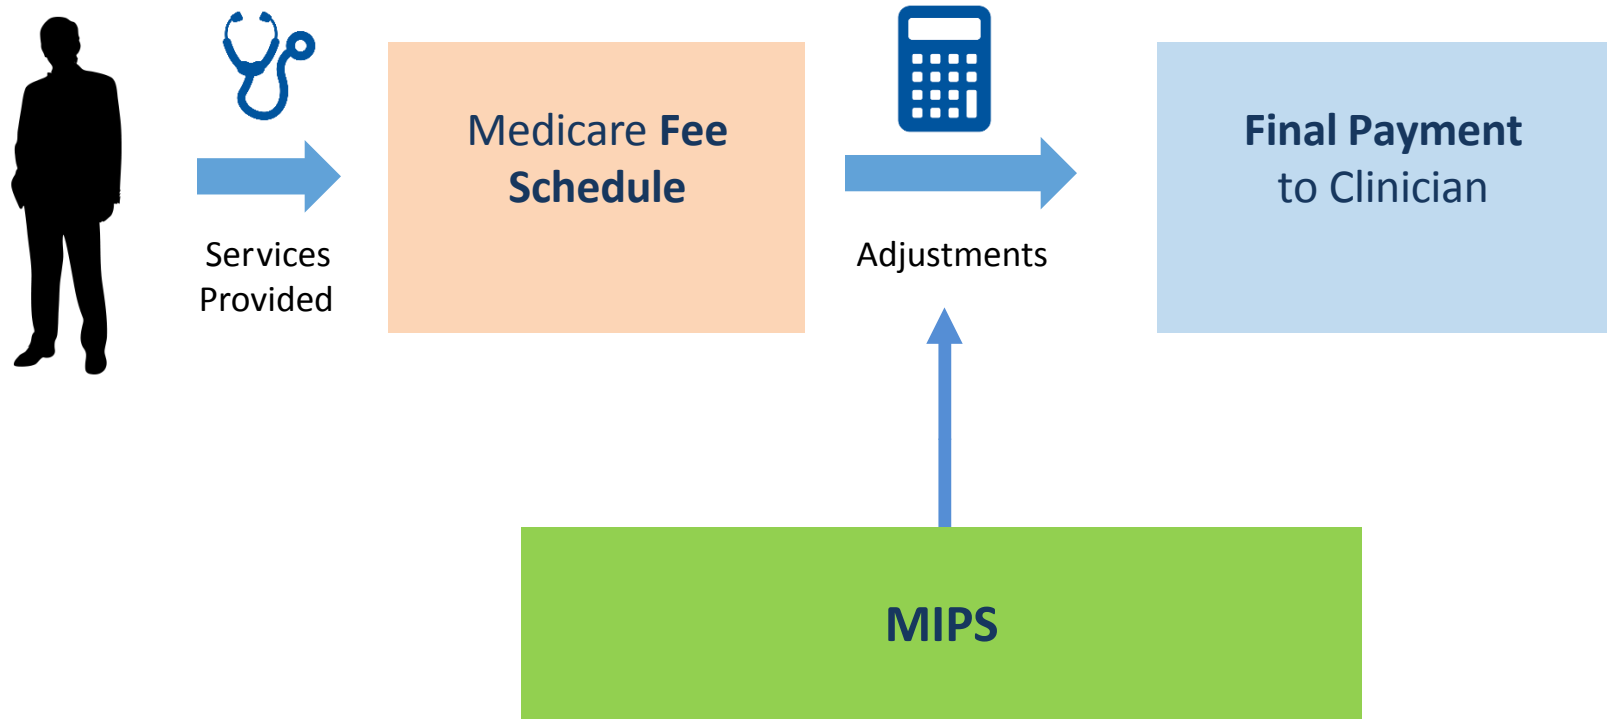 Medicare Fee
Schedule
Final Payment
to Clinician
Services
Provided
Adjustments
MIPS